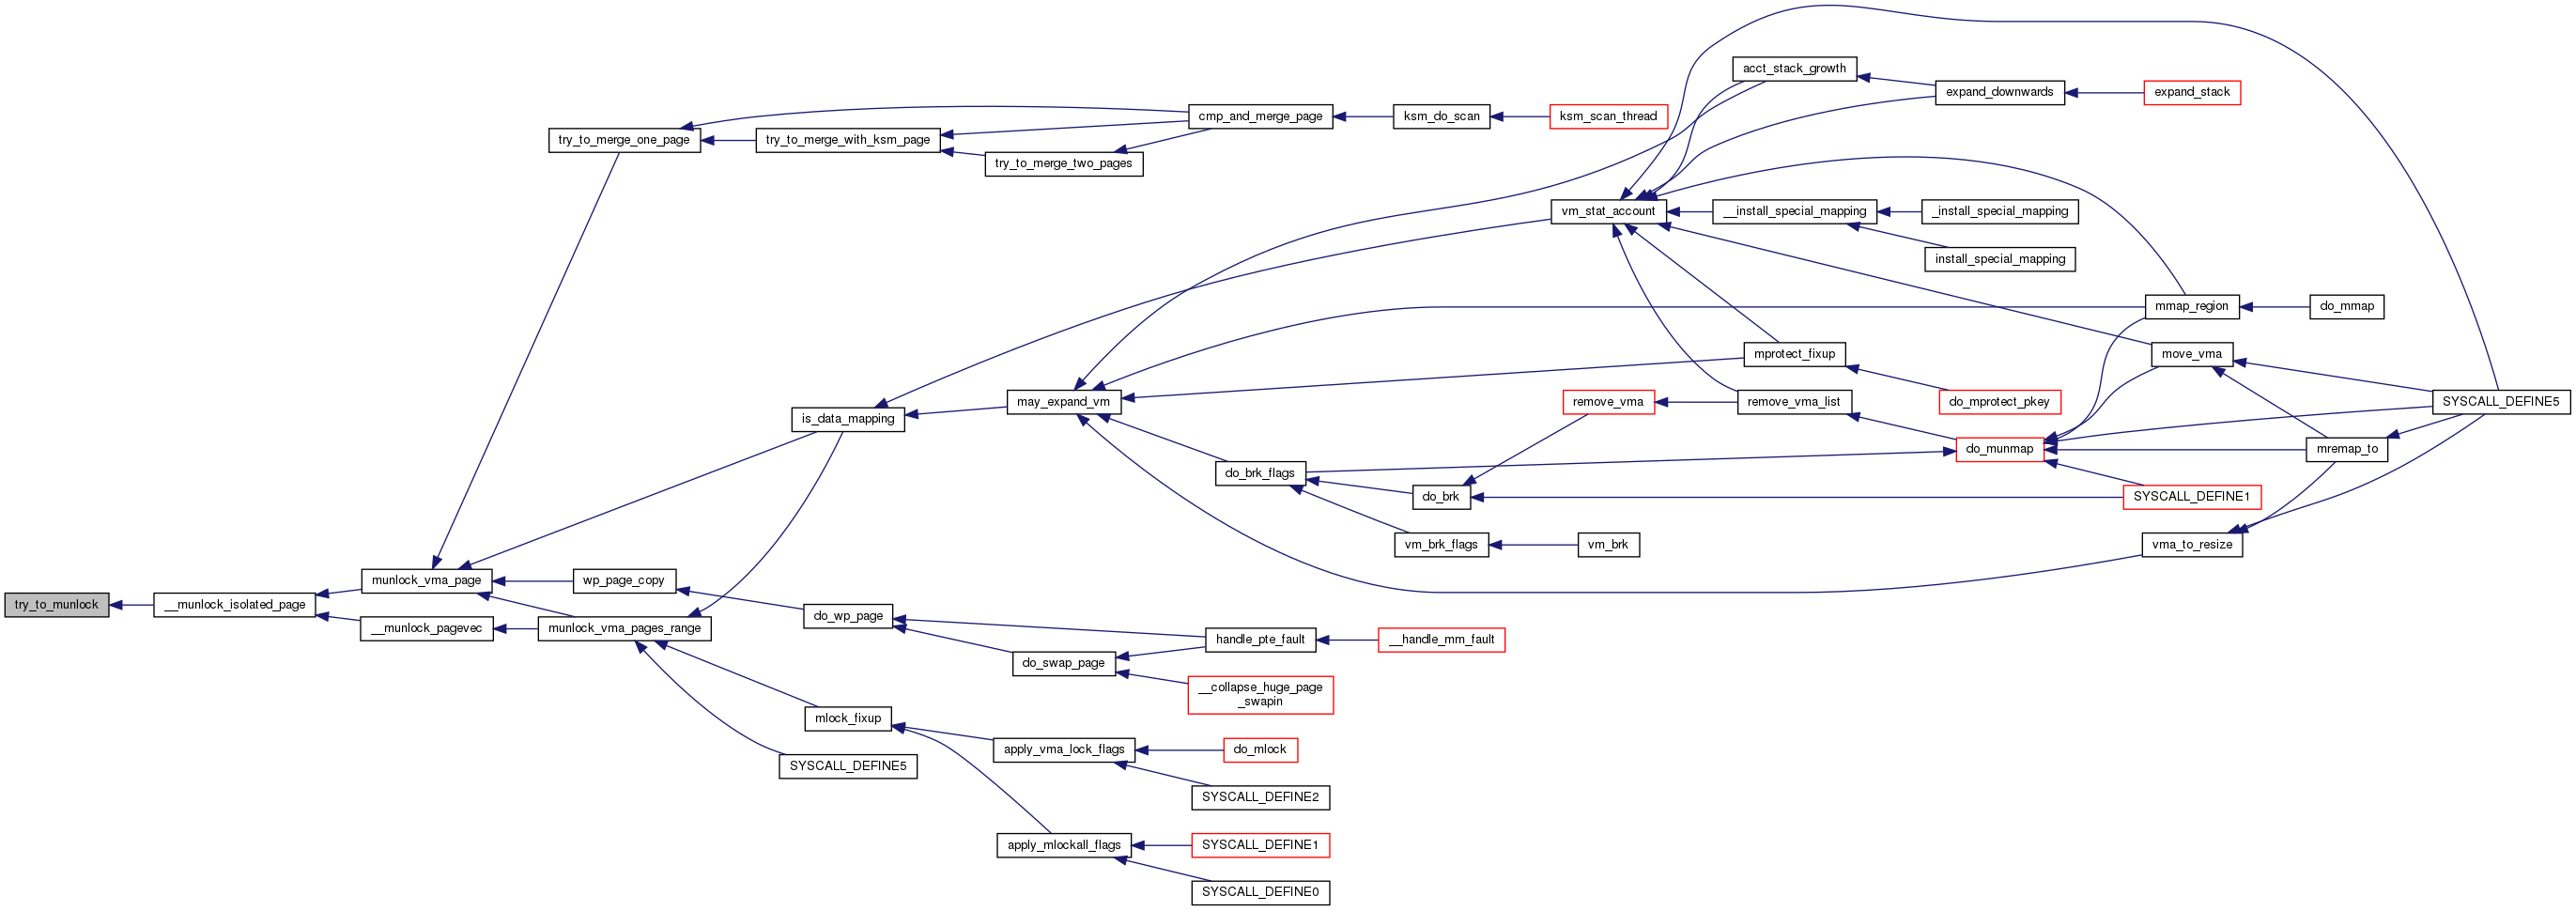 try_to_munlock
__munlock_isolated_page
munlock_vma_page
__munlock_pagevec
try_to_merge_one_page
wp_page_copy
munlock_vma_pages_range
try_to_merge_with_ksm_page
is_data_mapping
do_wp_page
mlock_fixup
SYSCALL_DEFINE5
try_to_merge_two_pages
may_expand_vm
do_swap_page
apply_vma_lock_flags
apply_mlockall_flags
cmp_and_merge_page
do_brk_flags
handle_pte_fault
__collapse_huge_page
_swapin
do_mlock
SYSCALL_DEFINE2
SYSCALL_DEFINE1
SYSCALL_DEFINE0
ksm_do_scan
do_brk
vm_brk_flags
__handle_mm_fault
ksm_scan_thread
vm_stat_account
remove_vma
vm_brk
acct_stack_growth
__install_special_mapping
mprotect_fixup
remove_vma_list
expand_downwards
_install_special_mapping
install_special_mapping
do_mprotect_pkey
do_munmap
expand_stack
mmap_region
move_vma
SYSCALL_DEFINE1
vma_to_resize
do_mmap
mremap_to
SYSCALL_DEFINE5